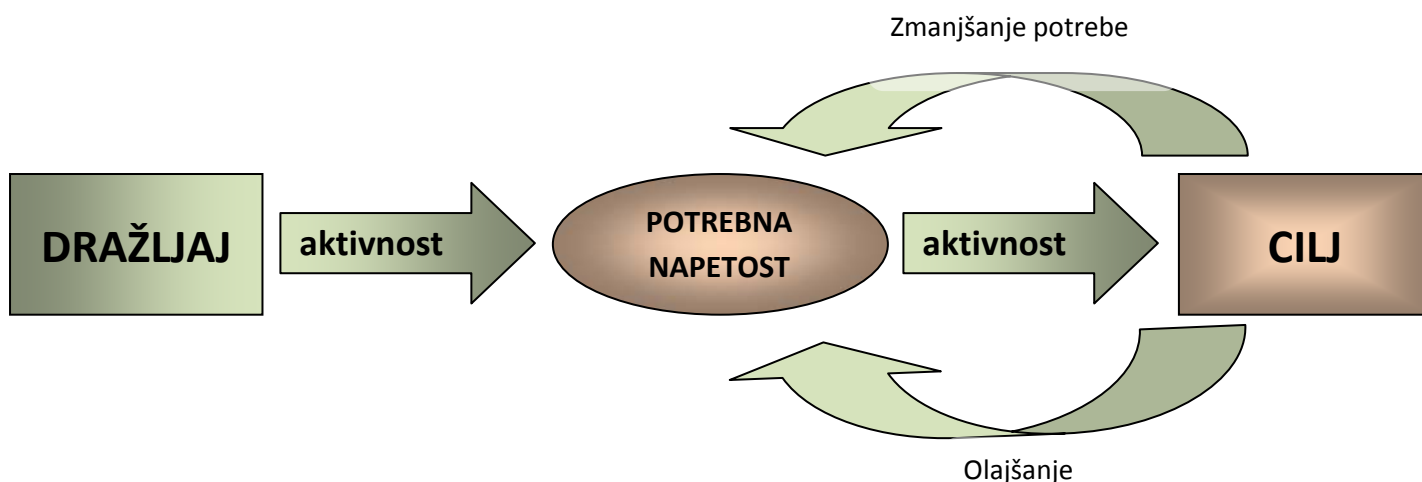 Zmanjšanje potrebe
DRAŽLJAJ
aktivnost
POTREBNA
NAPETOST
aktivnost
CILJ
Olajšanje